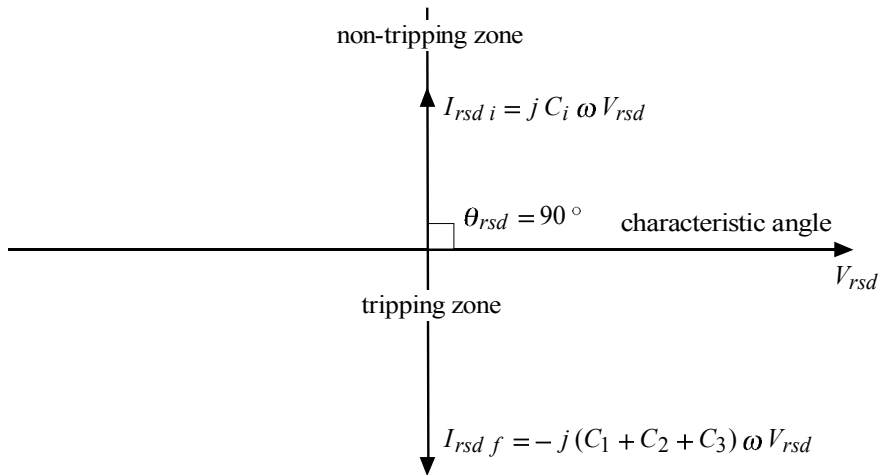 non-tripping zone
I_{rsd i} = j C_i ω V_{rsd}
θ_{rsd} = 90 °
characteristic angle
V_{rsd}
tripping zone
I_{rsd f} = − j (C_1 + C_2 + C_3) ω V_{rsd}